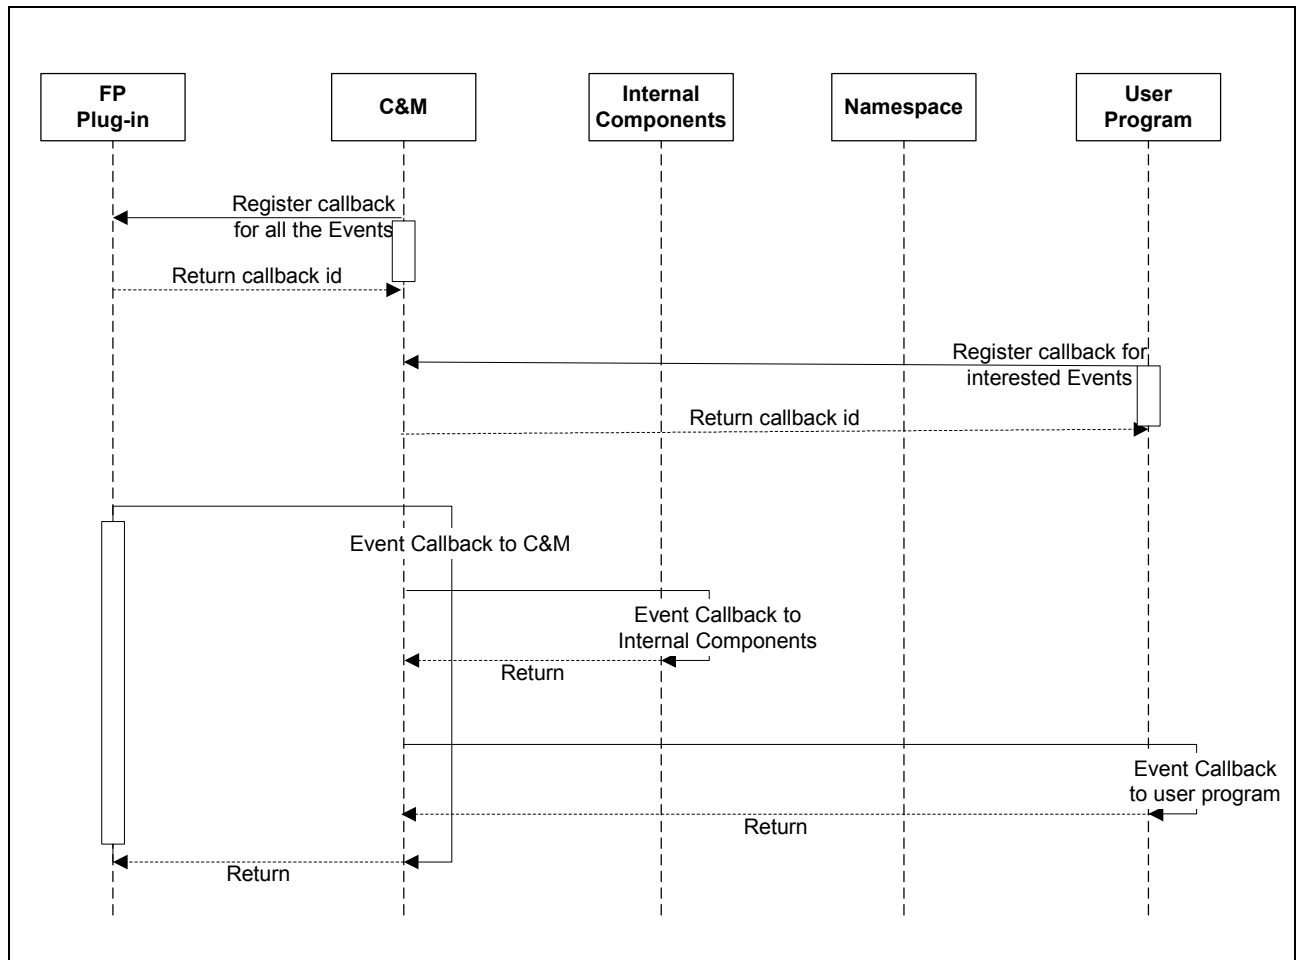 FP
Plug-in
C&M
Internal
Components
Namespace
User
Program
Register callback
for all the Events
Return callback id
Register callback for
interested Events
Return callback id
Event Callback to C&M
Event Callback to
Internal Components
Return
Event Callback
to user program
Return
Return